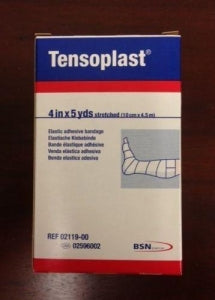 Tensoplast®
4 in x 5 yds stretched (10 cm x 4.5 m)
Elastic adhesive bandage
Elastische Klebebinde
Bande élastique adhésive
Venda elástica adhesiva
Benda elastica adesiva
REF 02119-00
02596002
BSN medical